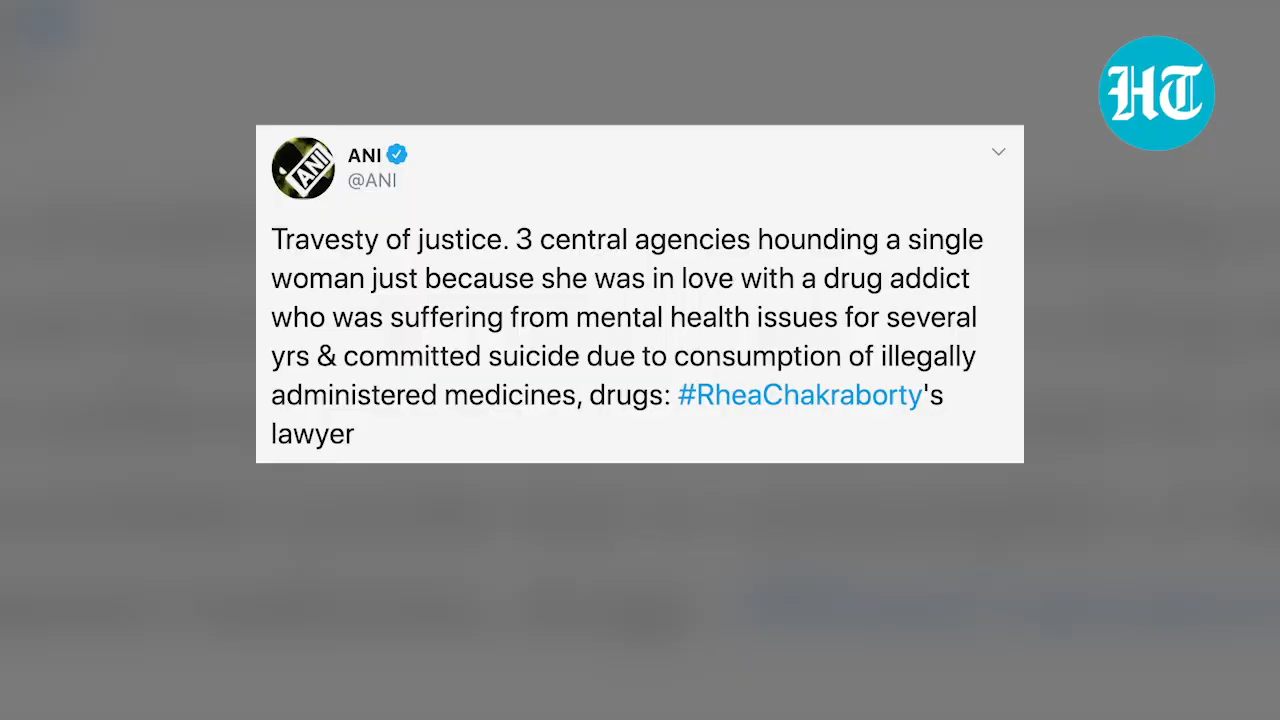 HT
ANI
ANI
@ANI
Travesty of justice. 3 central agencies hounding a single
woman just because she was in love with a drug addict
who was suffering from mental health issues for several
yrs & committed suicide due to consumption of illegally
administered medicines, drugs: #RheaChakraborty's
lawyer